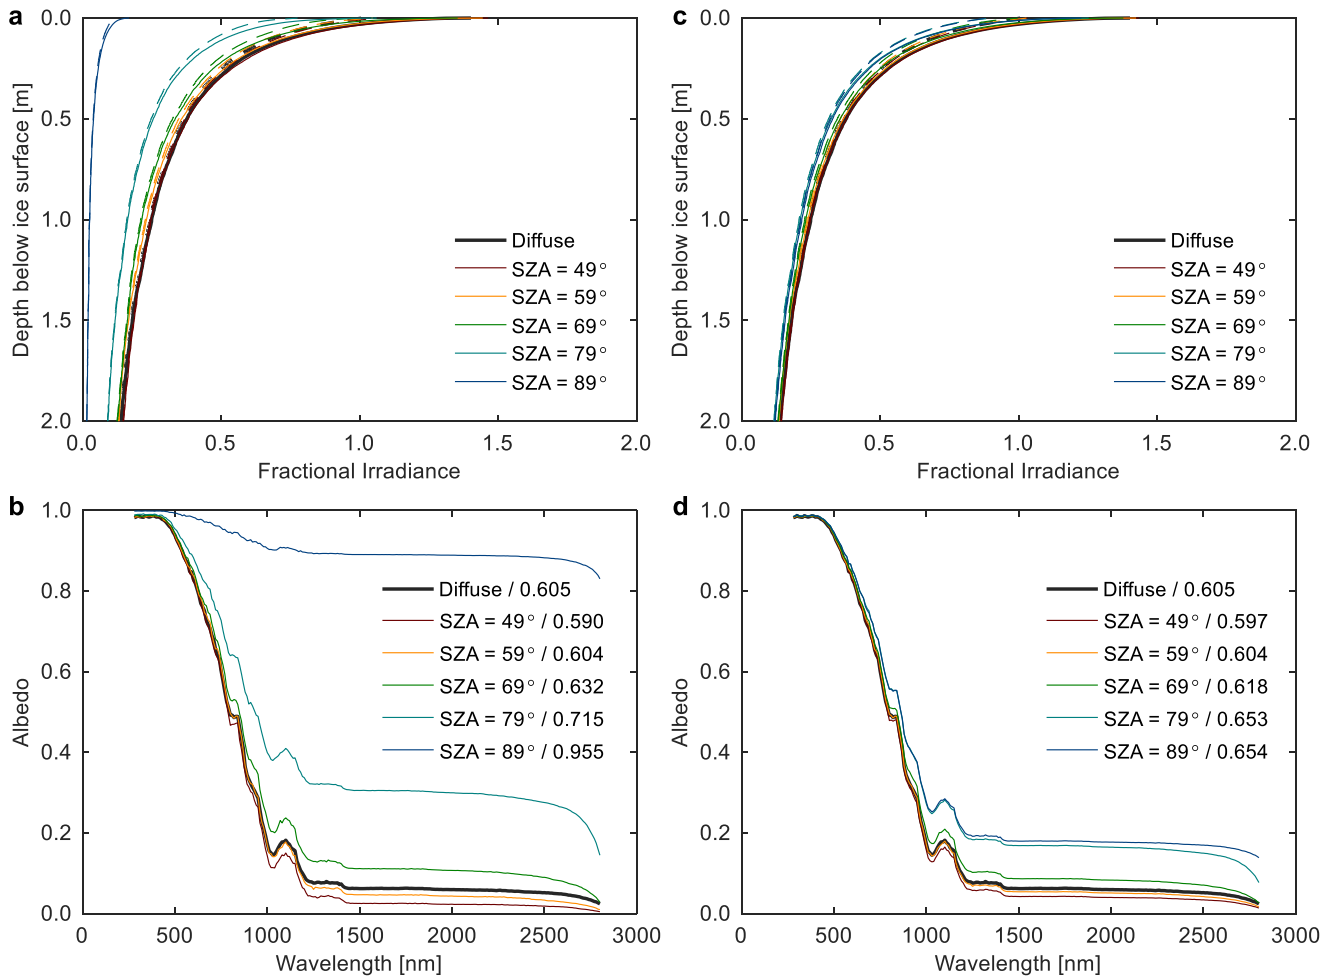 a
0.0
0.5
1.0
1.5
2.0
Depth below ice surface [m]
Diffuse
SZA = 49°
SZA = 59°
SZA = 69°
SZA = 79°
SZA = 89°
0.0
0.5
1.0
1.5
2.0
Fractional Irradiance
c
0.0
0.5
1.0
1.5
2.0
Depth below ice surface [m]
Diffuse
SZA = 49°
SZA = 59°
SZA = 69°
SZA = 79°
SZA = 89°
0.0
0.5
1.0
1.5
2.0
Fractional Irradiance
b
1.0
0.8
0.6
0.4
0.2
0.0
Albedo
Diffuse / 0.605
SZA = 49° / 0.590
SZA = 59° / 0.604
SZA = 69° / 0.632
SZA = 79° / 0.715
SZA = 89° / 0.955
0
500
1000
1500
2000
2500
3000
Wavelength [nm]
d
1.0
0.8
0.6
0.4
0.2
0.0
Albedo
Diffuse / 0.605
SZA = 49° / 0.597
SZA = 59° / 0.604
SZA = 69° / 0.618
SZA = 79° / 0.653
SZA = 89° / 0.654
0
500
1000
1500
2000
2500
3000
Wavelength [nm]